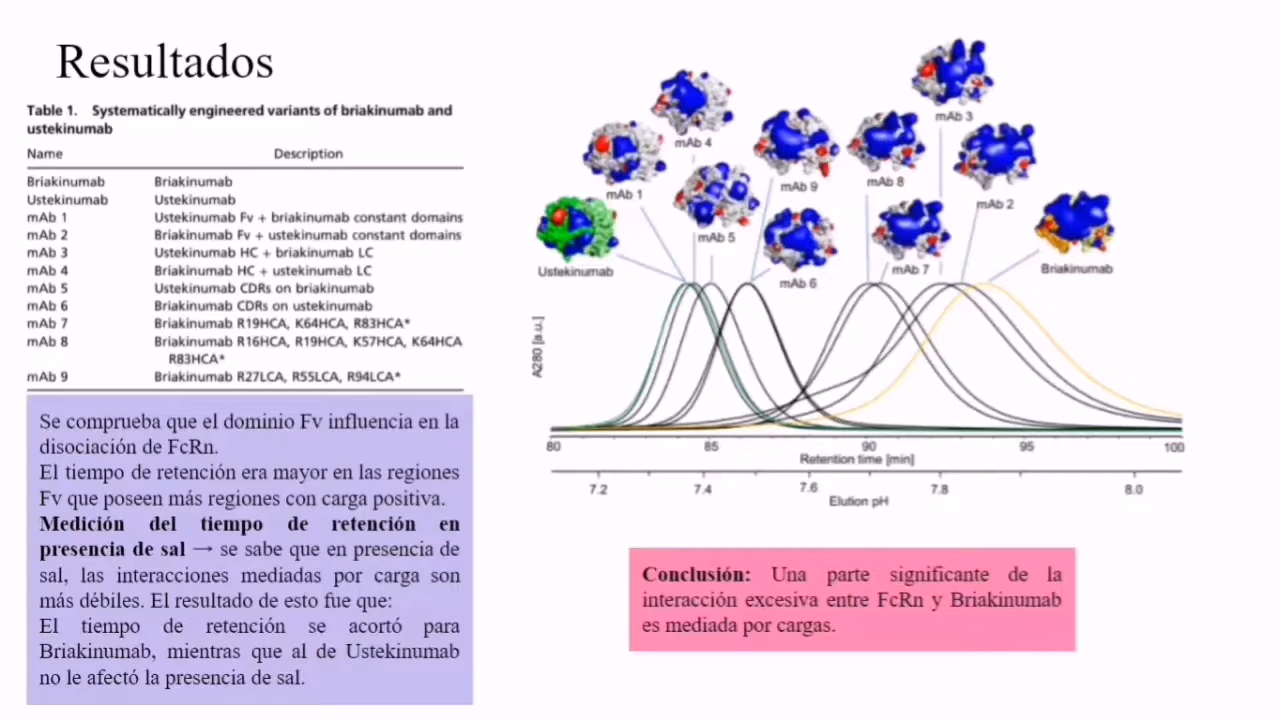 Resultados
Table 1. Systematically engineered variants of briakinumab and
ustekinumab
Name Description
Briakinumab Briakinumab
Ustekinumab Ustekinumab
mAb 1 Ustekinumab Fv + briakinumab constant domains
mAb 2 Briakinumab Fv + ustekinumab constant domains
mAb 3 Ustekinumab HC + briakinumab LC
mAb 4 Briakinumab HC + ustekinumab LC
mAb 5 Ustekinumab CDRs on briakinumab
mAb 6 Briakinumab CDRs on ustekinumab
mAb 7 Briakinumab R19HCA, K64HCA, R83HCA*
mAb 8 Briakinumab R16HCA, R19HCA, K57HCA, K64HCA
R83HCA*
mAb 9 Briakinumab R27LCA, R55LCA, R94LCA*
Se comprueba que el dominio Fv influencia en la
disociación de FcRn.
El tiempo de retención era mayor en las regiones
Fv que poseen más regiones con carga positiva.
Medición del tiempo de retención en
presencia de sal → se sabe que en presencia de
sal, las interacciones mediadas por carga son
más débiles. El resultado de esto fue que:
El tiempo de retención se acortó para
Briakinumab, mientras que al de Ustekinumab
no le afectó la presencia de sal.
mAb 3
mAb 4
mAb 9
mAb 8
mAb 1
mAb 2
mAb 5
Ustekinumab
mAb 6
mAb 7
Briakinumab
A280 [a.u.]
80 85 90 95 100
Retention time [min]
7.2 7.4 7.6 7.8 8.0
Elution pH
Conclusión: Una parte significante de la
interacción excesiva entre FcRn y Briakinumab
es mediada por cargas.